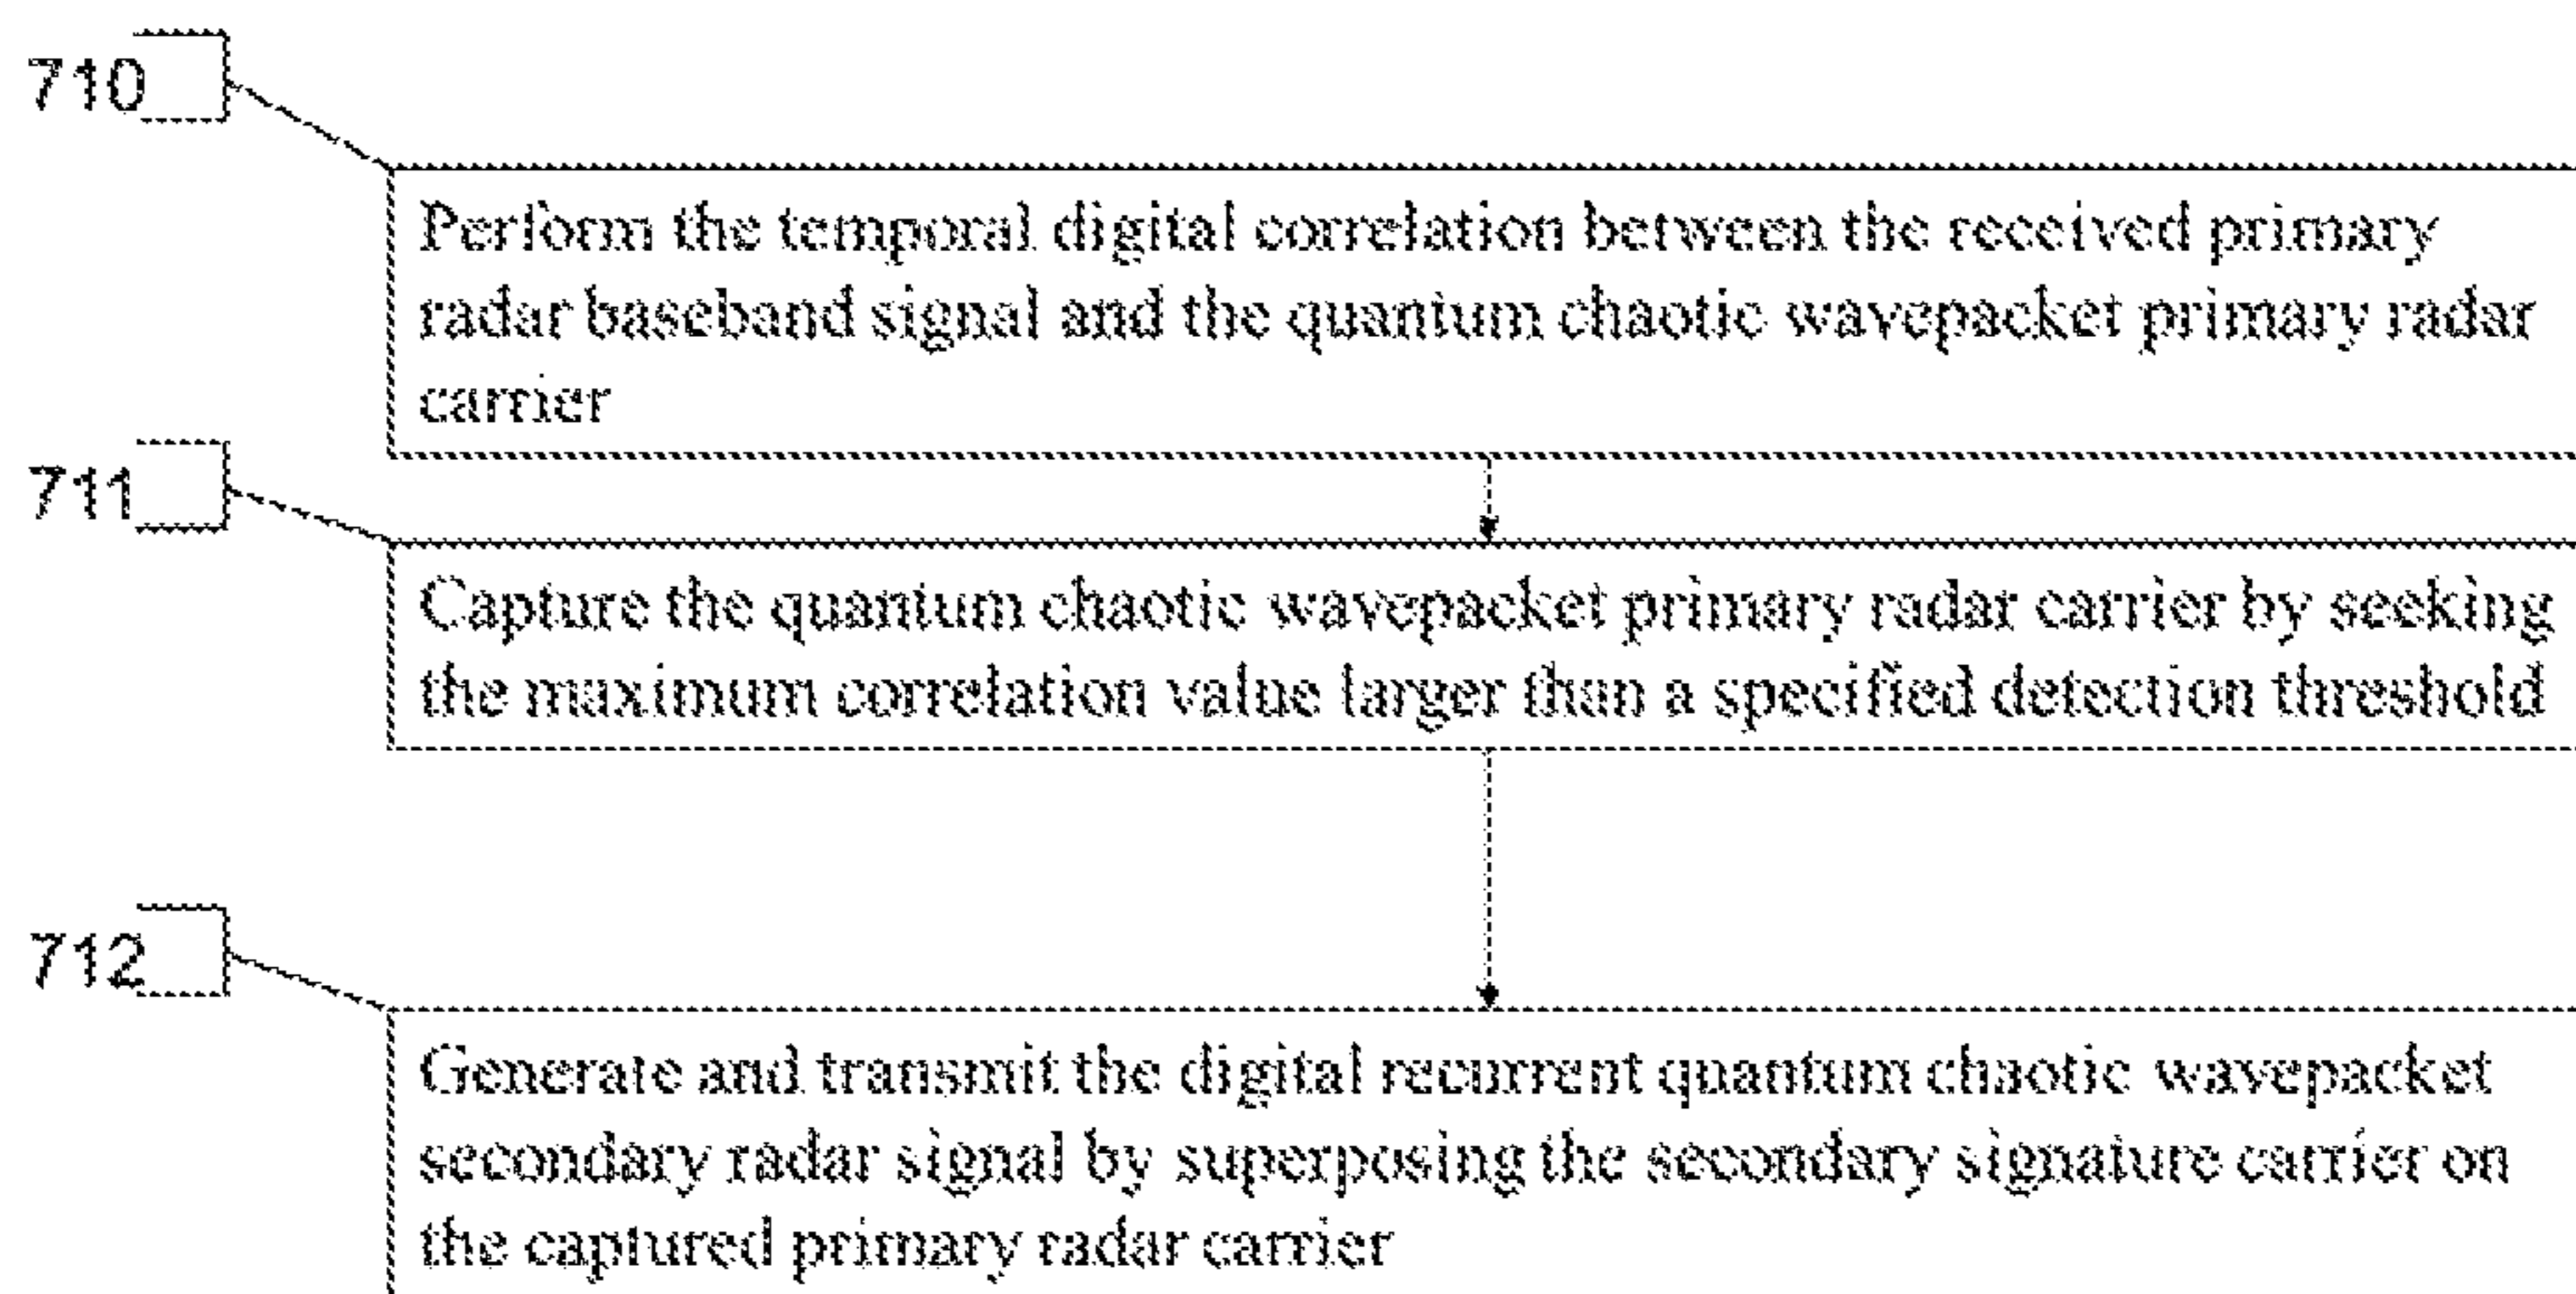 710
Perform the temporal digital correlation between the received primary
radar baseband signal and the quantum chaotic wavepacket primary radar
carrier
711
Capture the quantum chaotic wavepacket primary radar carrier by seeking
the maximum correlation value larger than a specified detection threshold
712
Generate and transmit the digital recurrent quantum chaotic wavepacket
secondary radar signal by superposing the secondary signature carrier on
the captured primary radar carrier